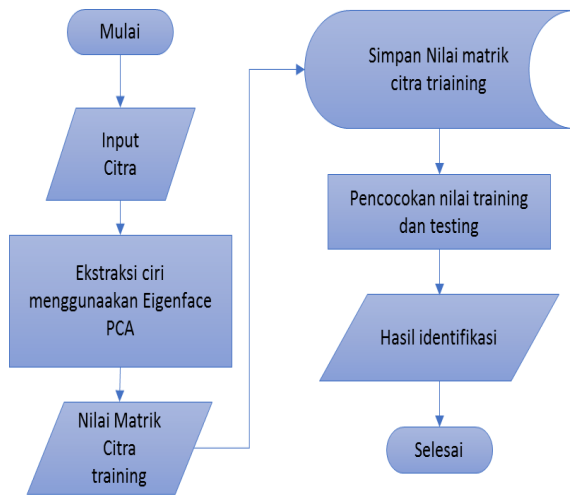 Mulai
Input
Citra
Ekstraksi ciri
menggunaakan Eigenface
PCA
Nilai Matrik
Citra
training
Simpan Nilai matrik
citra triaining
Pencocokan nilai training
dan testing
Hasil identifikasi
Selesai